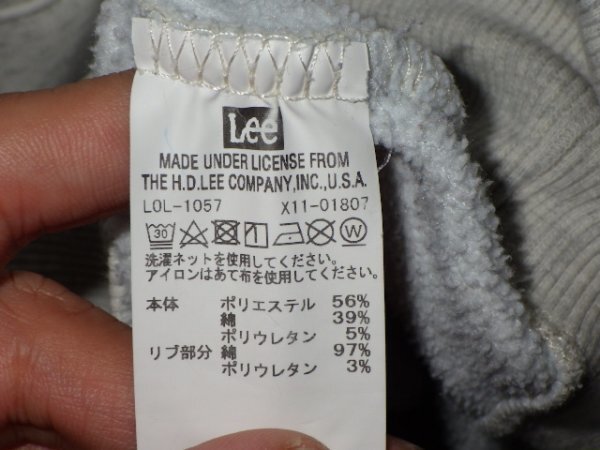 Lee
MADE UNDER LICENSE FROM
THE H.D.LEE COMPANY,INC.,U.S.A.
LOL-1057 X11-01807
30 W
洗濯ネットを使用してください。
アイロンはあて布を使用してください。
本体 ポリエステル 56%
綿 39%
ポリウレタン 5%
リブ部分 綿 97%
ポリウレタン 3%